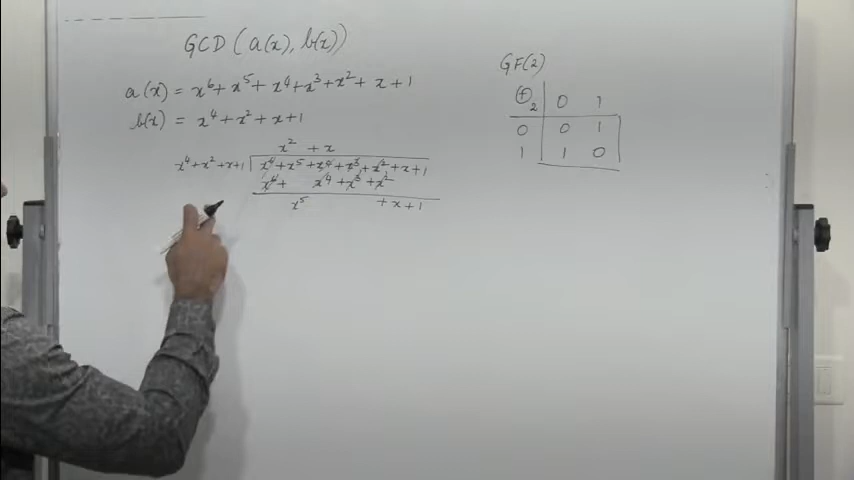 GCD (a(x), b(x))
a(x) = x⁶ + x⁵ + x⁴ + x³ + x² + x + 1
b(x) = x⁴ + x² + x + 1
x² + x
x⁴ + x² + x + 1 | x⁶ + x⁵ + x⁴ + x³ + x² + x + 1
x⁶ + x⁴ + x³ + x²
x⁵ + x + 1
GF(2)
⊕₂ 0 1
0 0 1
1 1 0